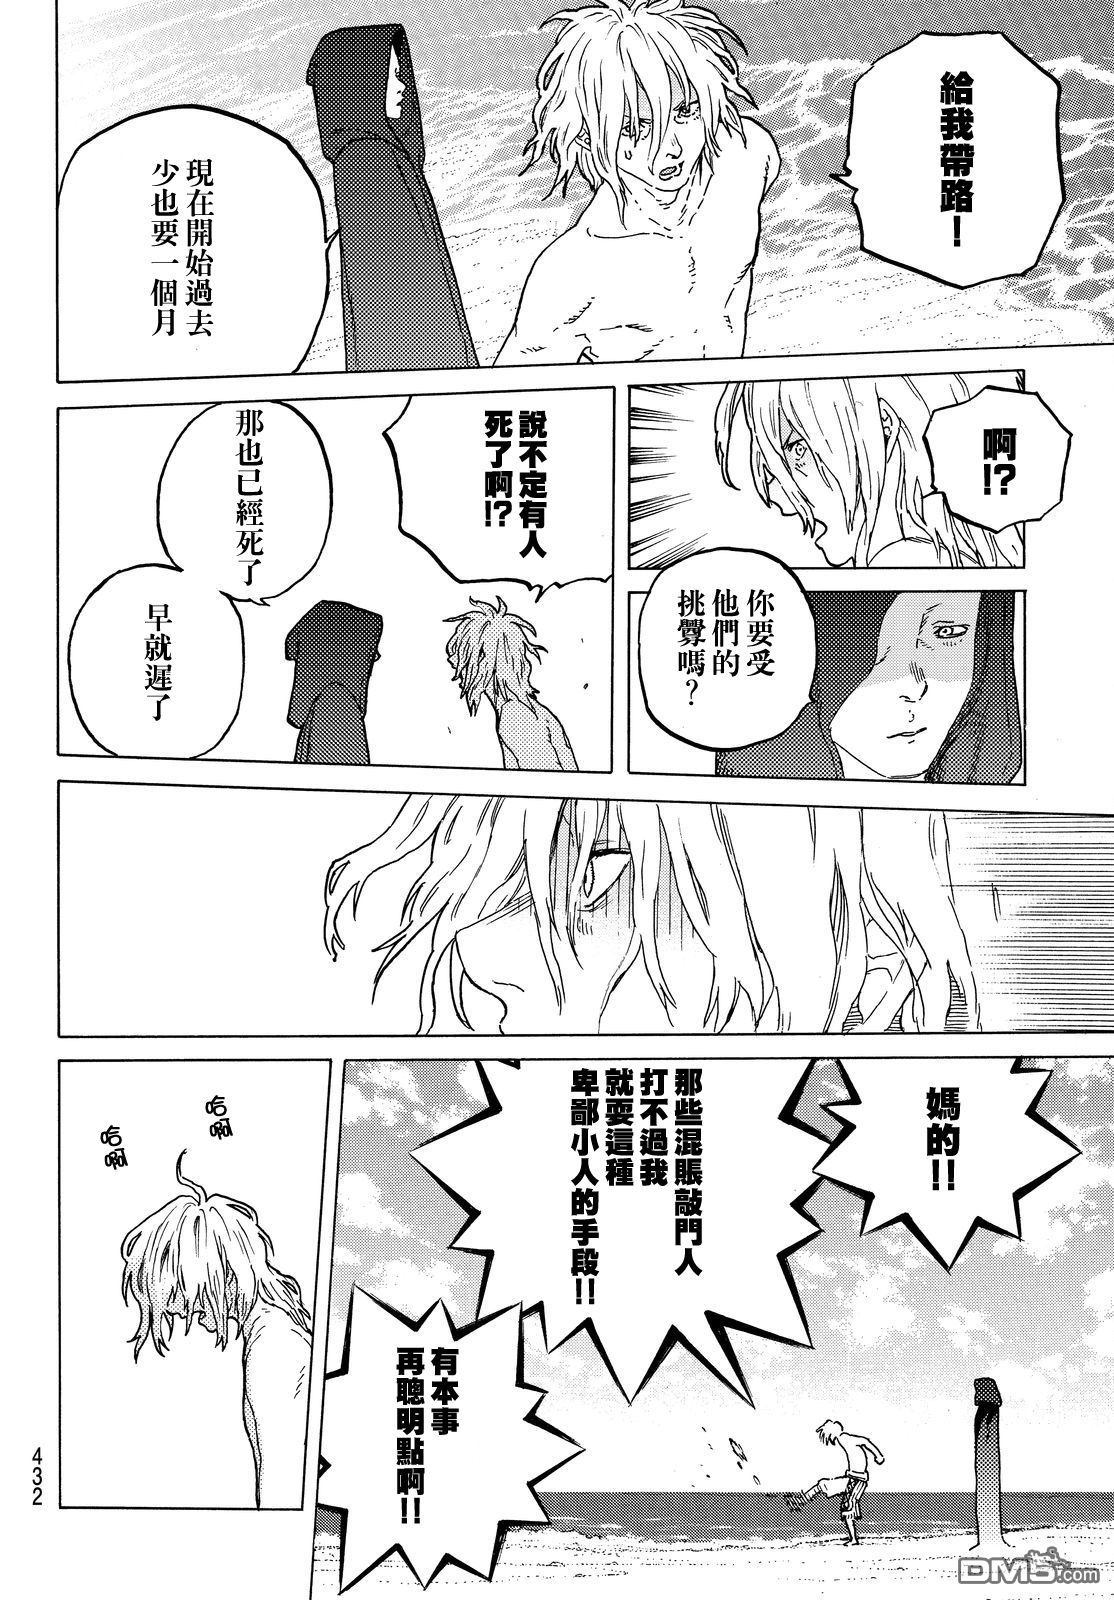 給我帶路！
現在開始過去
少也要一個月
啊!?
你要受
他們的
挑釁嗎？
說不定有人
死了啊!?
那也已經死了
早就遲了
媽的!!
那些混賬敲門人
打不過我
就耍這種
卑鄙小人的手段!!
有本事
再聰明點啊!!
哈啊
哈啊
432
DM5.com